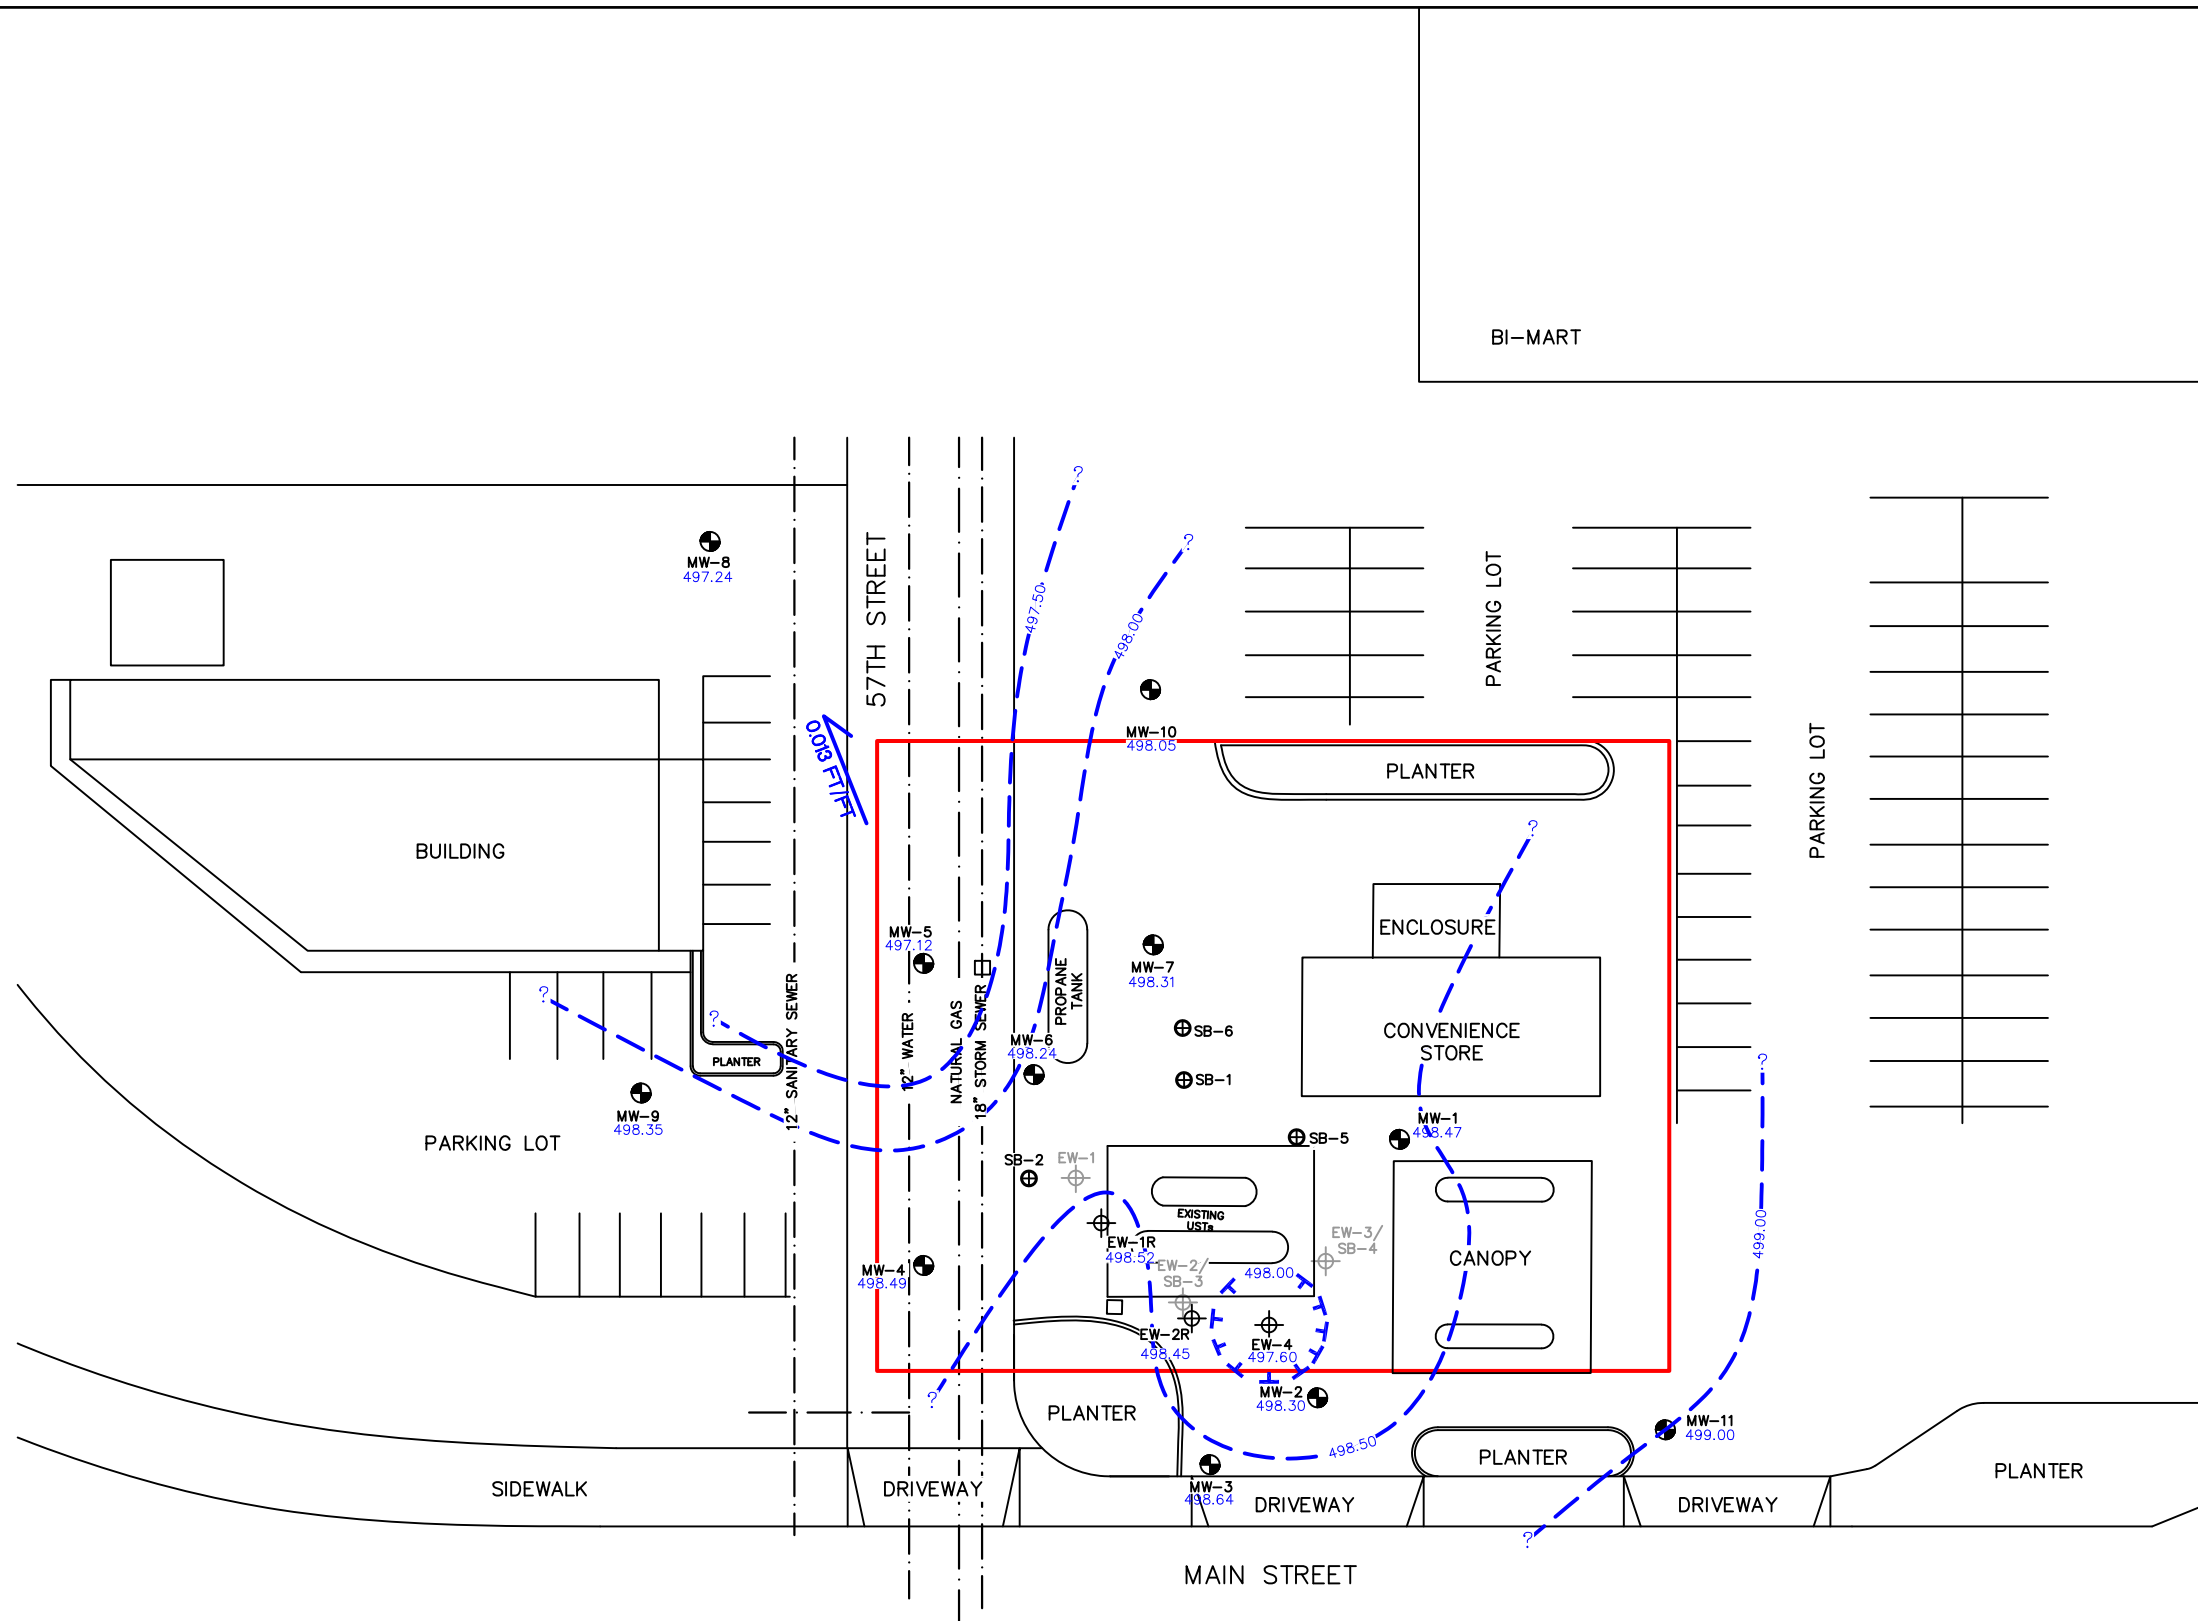 BI-MART
?
57TH STREET
?
MW-8
497.24
PARKING LOT
497.50
498.00
MW-10
498.05
0.013 FT/FT
PLANTER
PARKING LOT
?
BUILDING
MW-5
497.12
ENCLOSURE
MW-7
498.31
PROPANE
TANK
?
?
12" SANITARY SEWER
12" WATER
NATURAL GAS
18" STORM SEWER
SB-6
CONVENIENCE
STORE
MW-6
498.24
PLANTER
SB-1
?
MW-9
498.35
MW-1
498.47
PARKING LOT
SB-5
SB-2
EW-1
EXISTING
USTs
EW-1R
498.52
EW-3/
SB-4
499.00
CANOPY
MW-4
498.49
EW-2/
SB-3
498.00
EW-2R
498.45
EW-4
497.60
?
MW-2
498.30
PLANTER
MW-11
499.00
498.50
PLANTER
PLANTER
SIDEWALK
DRIVEWAY
MW-3
498.64
DRIVEWAY
DRIVEWAY
?
MAIN STREET